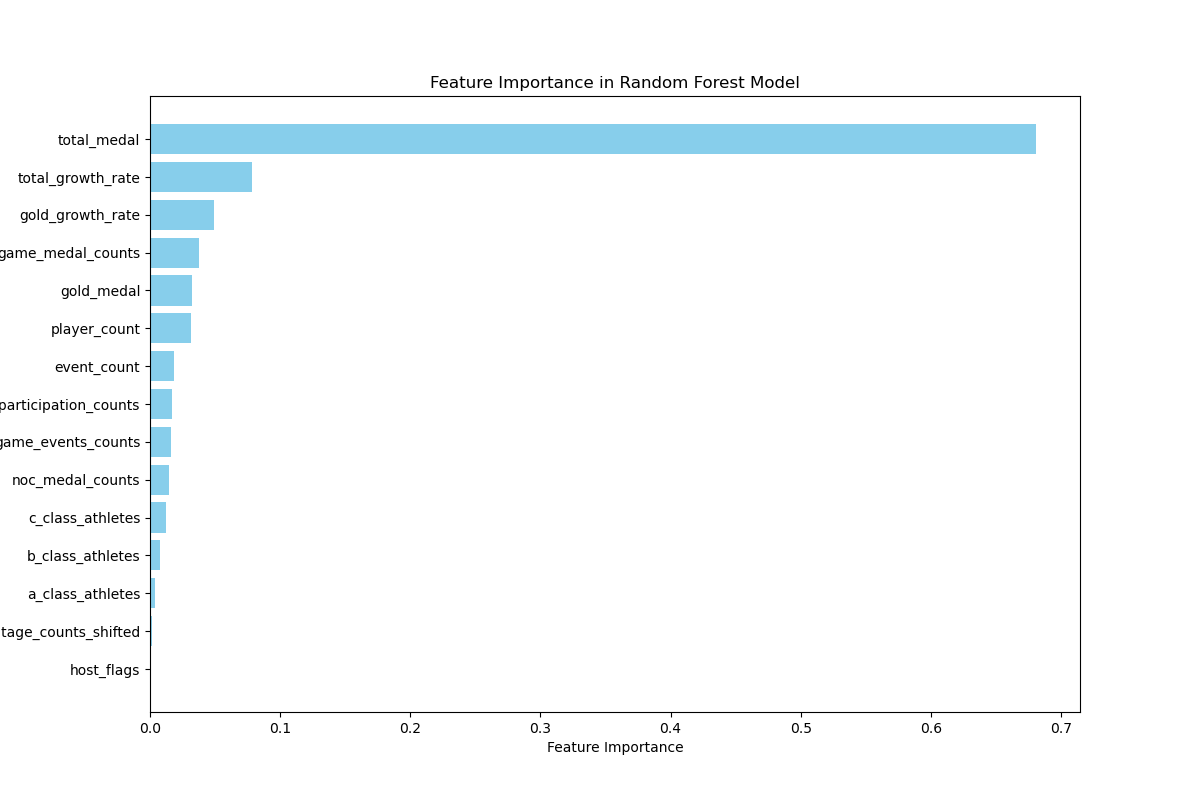 Feature Importance in Random Forest Model
total_medal
total_growth_rate
gold_growth_rate
game_medal_counts
gold_medal
player_count
event_count
participation_counts
game_events_counts
noc_medal_counts
c_class_athletes
b_class_athletes
a_class_athletes
tage_counts_shifted
host_flags
0.0 0.1 0.2 0.3 0.4 0.5 0.6 0.7
Feature Importance